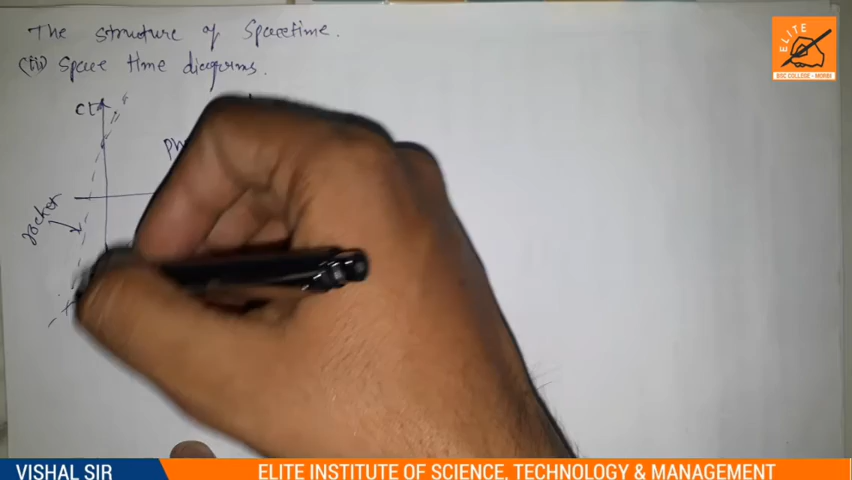 The structure of Spacetime.
(iii) Space time diagrams.
ct
Ph
rocket
ELITE
BSC COLLEGE - MORBI
VISHAL SIR
ELITE INSTITUTE OF SCIENCE, TECHNOLOGY & MANAGEMENT